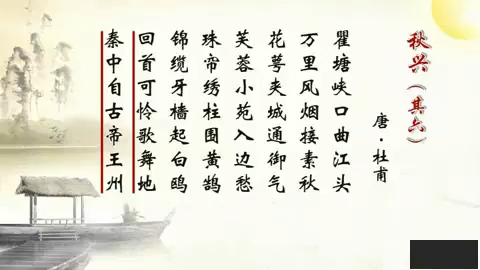 秋兴（其六）
唐·杜甫
瞿塘峡口曲江头
万里风烟接素秋
花萼夹城通御气
芙蓉小苑入边愁
珠帘绣柱围黄鹄
锦缆牙樯起白鸥
回首可怜歌舞地
秦中自古帝王州